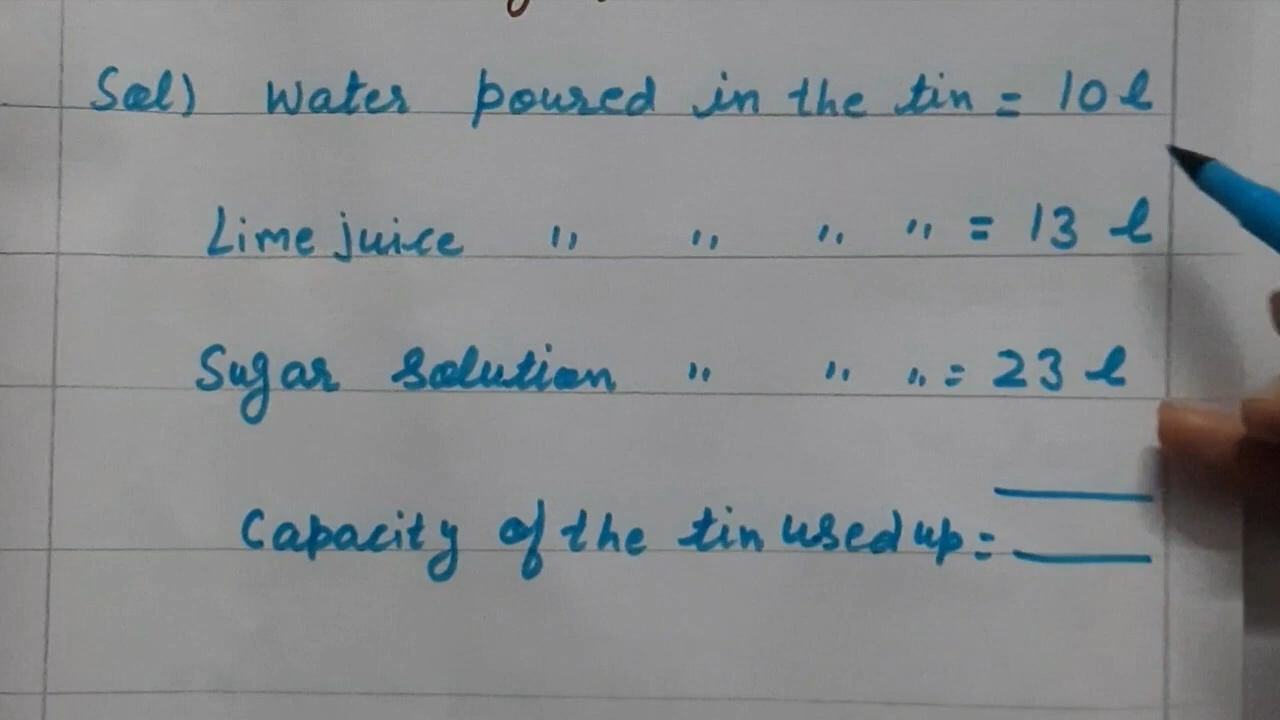 Sol) Water poured in the tin = 10 l
Lime juice " " " " = 13 l
Sugar solution " " " = 23 l
Capacity of the tin used up =